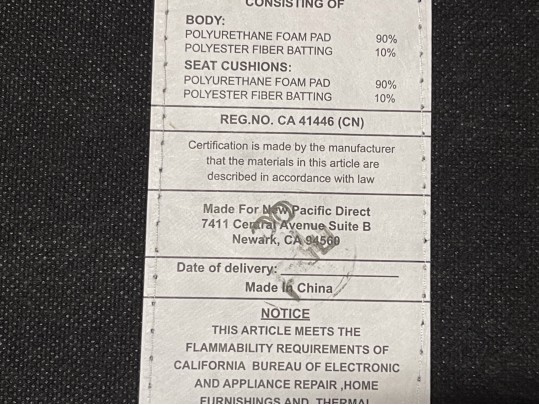 CONSISTING OF
BODY:
POLYURETHANE FOAM PAD 90%
POLYESTER FIBER BATTING 10%
SEAT CUSHIONS:
POLYURETHANE FOAM PAD 90%
POLYESTER FIBER BATTING 10%
REG.NO. CA 41446 (CN)
Certification is made by the manufacturer
that the materials in this article are
described in accordance with law
Made For New Pacific Direct
7411 Central Avenue Suite B
Newark, CA 94560
Date of delivery:
Made In China
NOTICE
THIS ARTICLE MEETS THE
FLAMMABILITY REQUIREMENTS OF
CALIFORNIA BUREAU OF ELECTRONIC
AND APPLIANCE REPAIR ,HOME
FURNISHINGS AND THERMAL